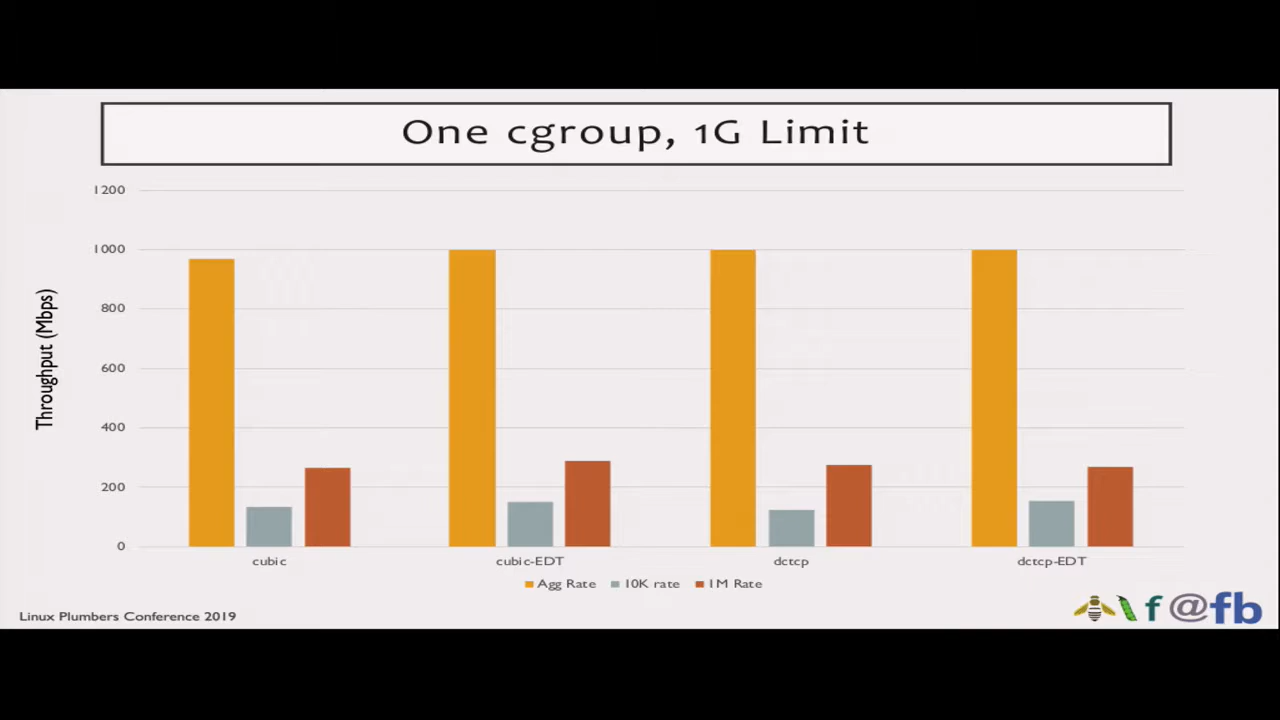 One cgroup, 1G Limit
Throughput (Mbps)
1200
1000
800
600
400
200
0
cubic
cubic-EDT
dctcp
dctcp-EDT
Agg Rate
10K rate
1M Rate
Linux Plumbers Conference 2019
f @fb